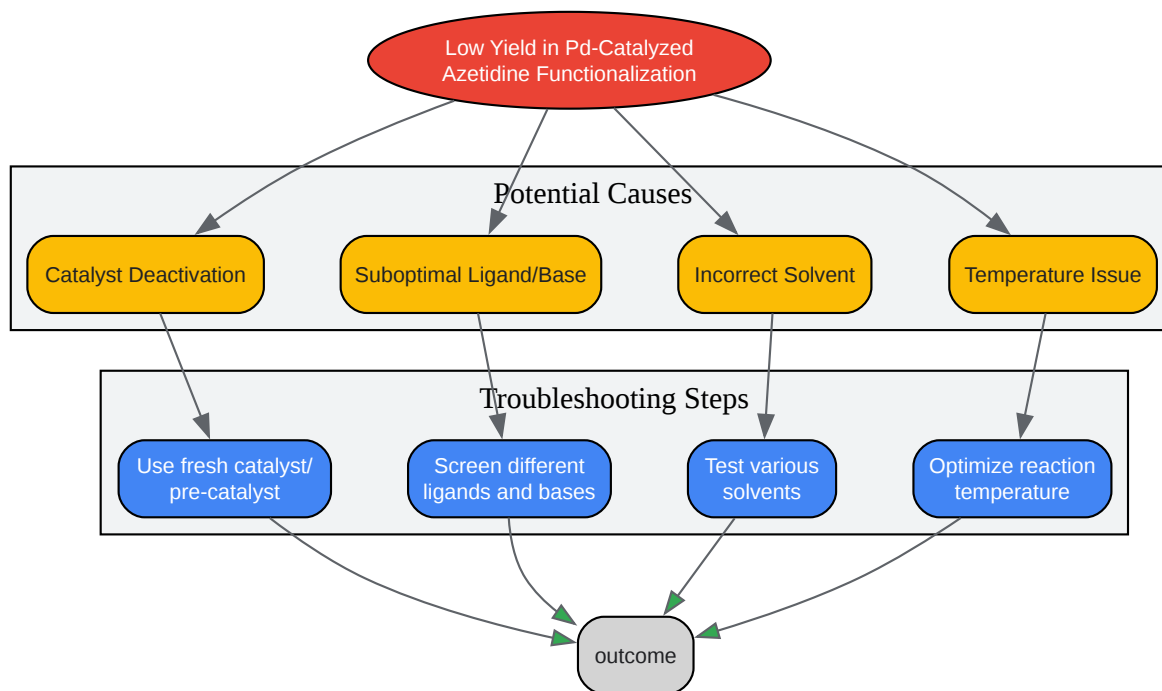 Low Yield in Pd-Catalyzed
Azetidine Functionalization
Potential Causes
Catalyst Deactivation
Suboptimal Ligand/Base
Incorrect Solvent
Temperature Issue
Troubleshooting Steps
Use fresh catalyst/
pre-catalyst
Screen different
ligands and bases
Test various
solvents
Optimize reaction
temperature
outcome